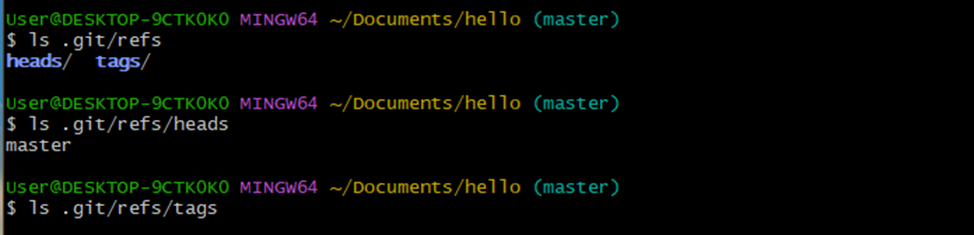 User@DESKTOP-9CTK0K0 MINGW64 ~/Documents/hello (master)
$ ls .git/refs
heads/  tags/
User@DESKTOP-9CTK0K0 MINGW64 ~/Documents/hello (master)
$ ls .git/refs/heads
master
User@DESKTOP-9CTK0K0 MINGW64 ~/Documents/hello (master)
$ ls .git/refs/tags